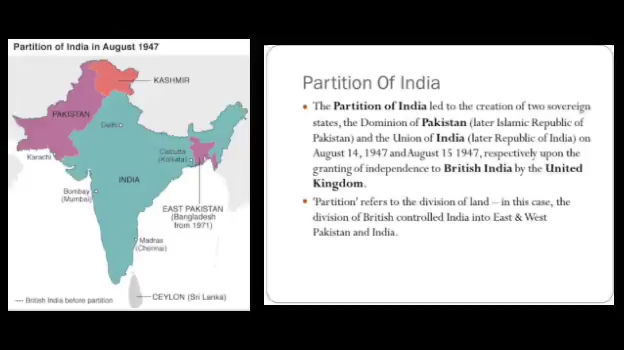 Partition of India in August 1947
KASHMIR
PAKISTAN
Delhi
Karachi
Calcutta
(Kolkata)
INDIA
Bombay
(Mumbai)
EAST PAKISTAN
(Bangladesh
from 1971)
Madras
(Chennai)
CEYLON (Sri Lanka)
British India before partition
Partition Of India
• The Partition of India led to the creation of two sovereign
states, the Dominion of Pakistan (later Islamic Republic of
Pakistan) and the Union of India (later Republic of India) on
August 14, 1947 and August 15 1947, respectively upon the
granting of independence to British India by the United
Kingdom.
• 'Partition' refers to the division of land – in this case, the
division of British controlled India into East & West
Pakistan and India.